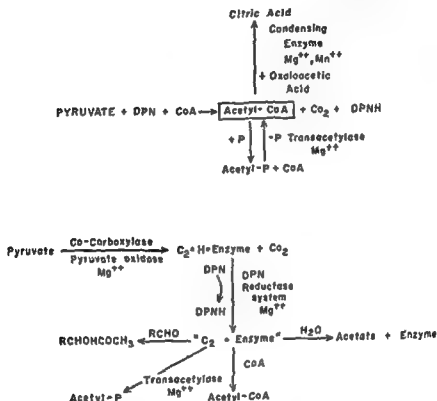 Citric Acid
Condensing
Enzyme
Mg++, Mn++
+ Oxaloacetic
Acid
PYRUVATE + DPN + CoA → Acetyl- CoA + Co2 + DPNH
+P -P Transacetylase
Mg++
Acetyl-P + CoA
Pyruvate Co-Carboxylase C2=H=Enzyme + Co2
Pyruvate oxidase
Mg++
DPN DPN
Reductase
system
DPNH Mg++
RCHOHCOCH3 RCHO "C2 = Enzyme" H2O Acetate + Enzyme
CoA
Transacetylase
Mg++
Acetyl-P Acetyl-CoA